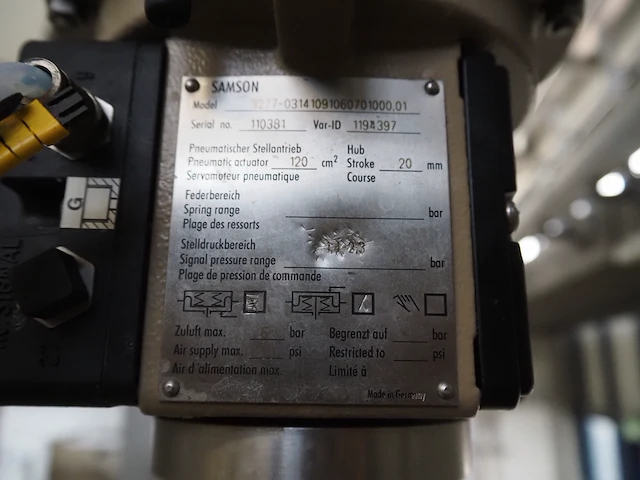 SAMSON
Model 3277-03141091060701000.01
Serial no. 110381 Var-ID 1194397
Pneumatischer Stellantrieb Hub
Pneumatic actuator 120 cm² Stroke 20 mm
Servomoteur pneumatique Course
Federbereich
Spring range bar
Plage des ressorts
Stelldruckbereich
Signal pressure range bar
Plage de pression de commande
Zuluft max. bar Begrenzt auf bar
Air supply max. psi Restricted to psi
Air d'alimentation max. Limité à
Made in Germany
G
SIGNAL